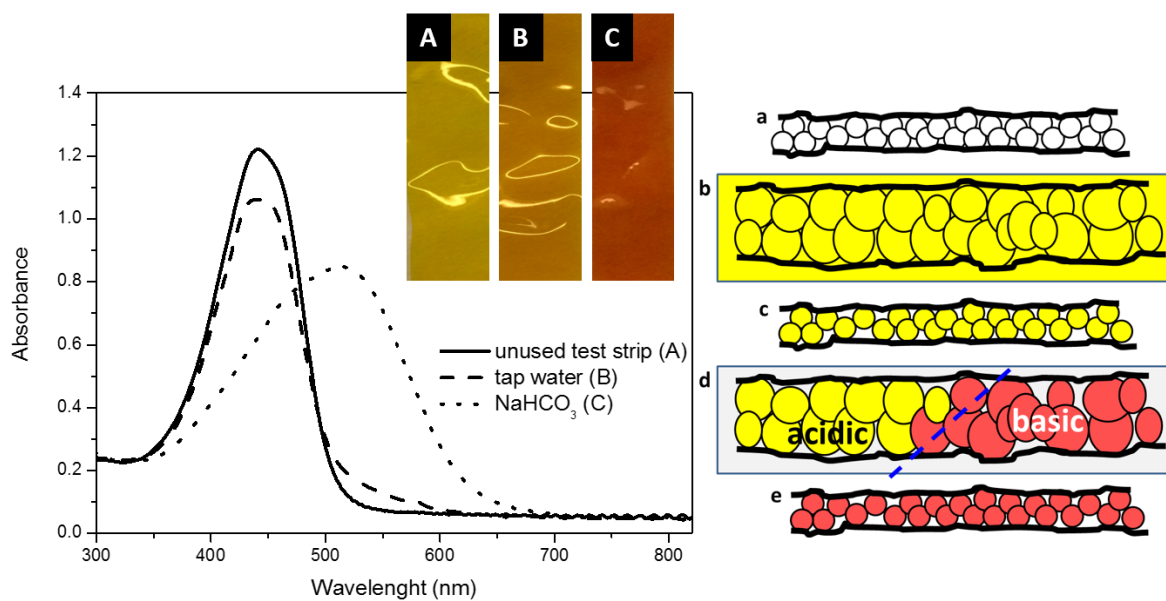 A
B
C
1.4
1.2
1.0
0.8
0.6
0.4
0.2
0.0
Absorbance
unused test strip (A)
tap water (B)
NaHCO₃ (C)
300
400
500
600
700
800
Wavelenght (nm)
a
b
c
d
acidic
basic
e